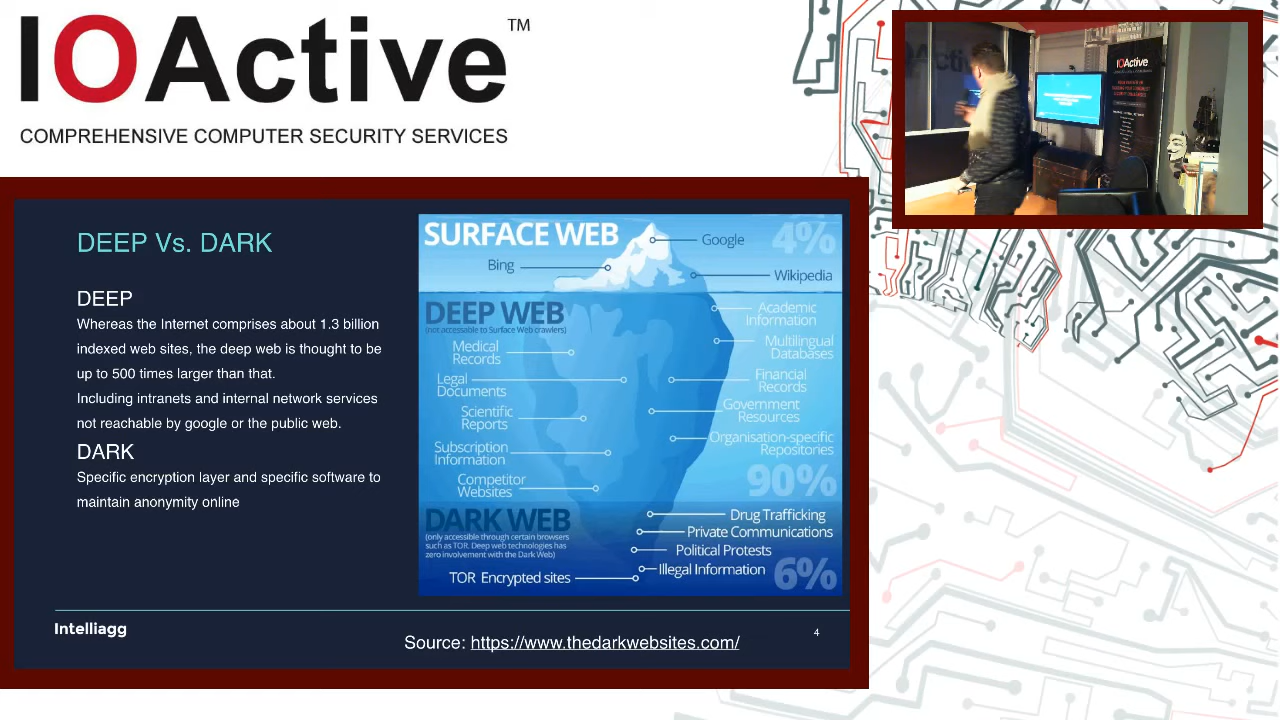 IOActive™
COMPREHENSIVE COMPUTER SECURITY SERVICES
IOActive
DEEP Vs. DARK
DEEP
Whereas the Internet comprises about 1.3 billion
indexed web sites, the deep web is thought to be
up to 500 times larger than that.
Including intranets and internal network services
not reachable by google or the public web.
DARK
Specific encryption layer and specific software to
maintain anonymity online
SURFACE WEB
4%
Google
Bing
Wikipedia
DEEP WEB
(not accessable to Surface Web crawlers)
Academic
Information
Medical
Records
Multilingual
Databases
Legal
Documents
Financial
Records
Scientific
Reports
Government
Resources
Subscription
Information
Organisation-specific
Repositories
Competitor
Websites
90%
DARK WEB
(only accessible through certain browsers
such as TOR. Deep web technologies has
zero involvement with the Dark Web)
Drug Trafficking
Private Communications
Political Protests
Illegal Information
TOR Encrypted sites
6%
Intelliagg
Source: https://www.thedarkwebsites.com/
4